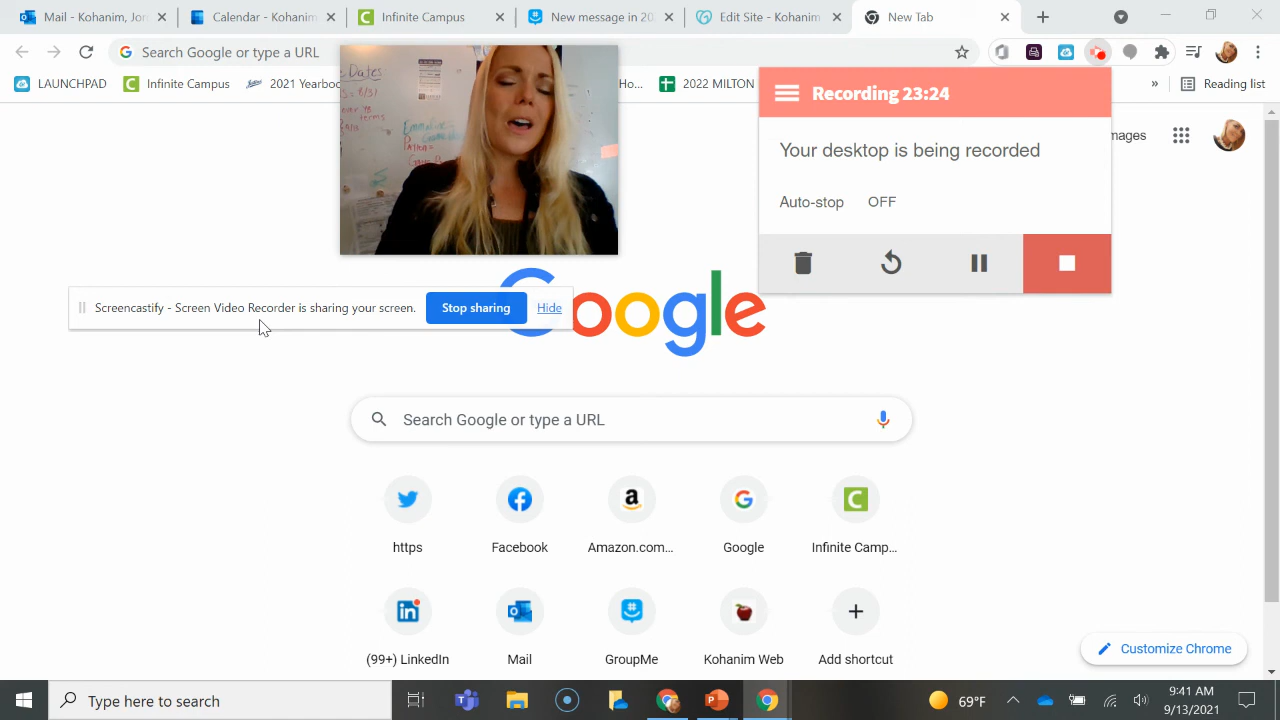 Mail - Kohanim, Jor
Calendar - Kohanim
Infinite Campus
New message in 202
Edit Site - Kohanim
New Tab
Search Google or type a URL
LAUNCHPAD
Infinite Campus
2021 Yearboo
Ho...
2022 MILTON
»
Reading list
e Dates
Recording 23:24
Your desktop is being recorded
Auto-stop OFF
mages
Google
Screencastify - Screen Video Recorder is sharing your screen.
Stop sharing
Hide
Search Google or type a URL
https
Facebook
Amazon.com...
Google
Infinite Camp...
(99+) LinkedIn
Mail
GroupMe
Kohanim Web
Add shortcut
Customize Chrome
Type here to search
69°F
9:41 AM
9/13/2021